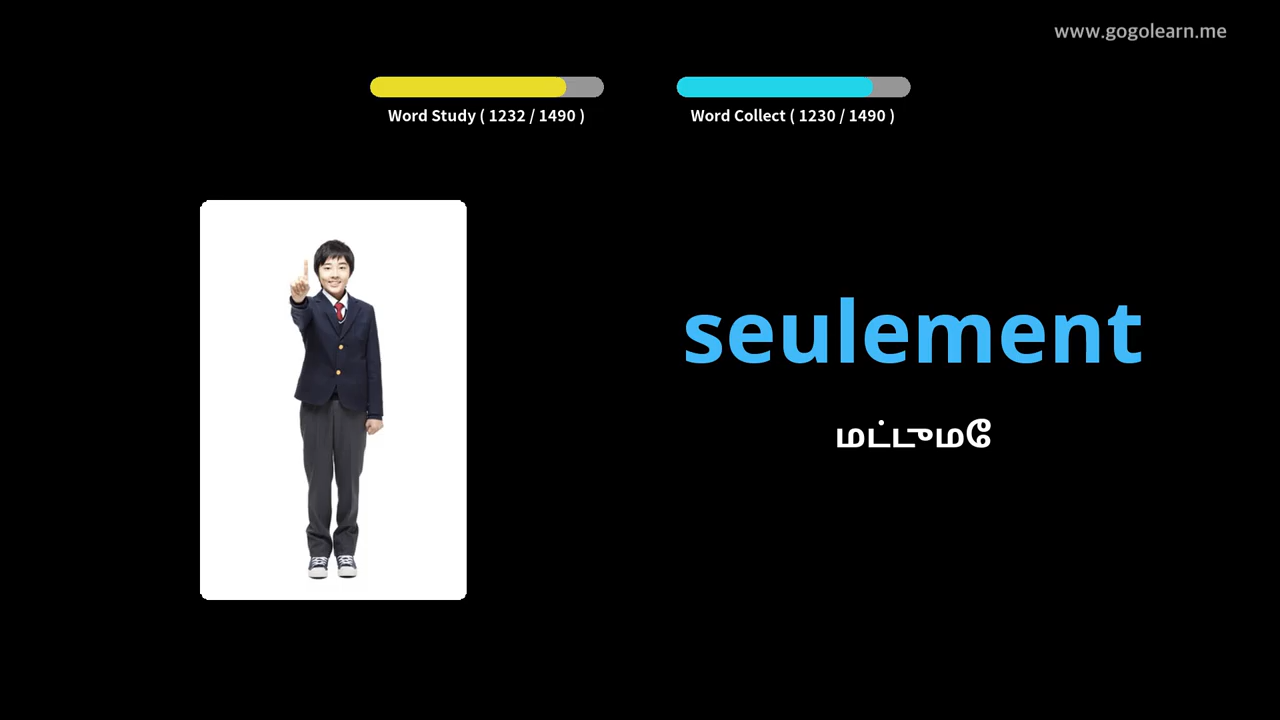 www.gogolearn.me
Word Study ( 1232 / 1490 )
Word Collect ( 1230 / 1490 )
seulement
மட்டுமே